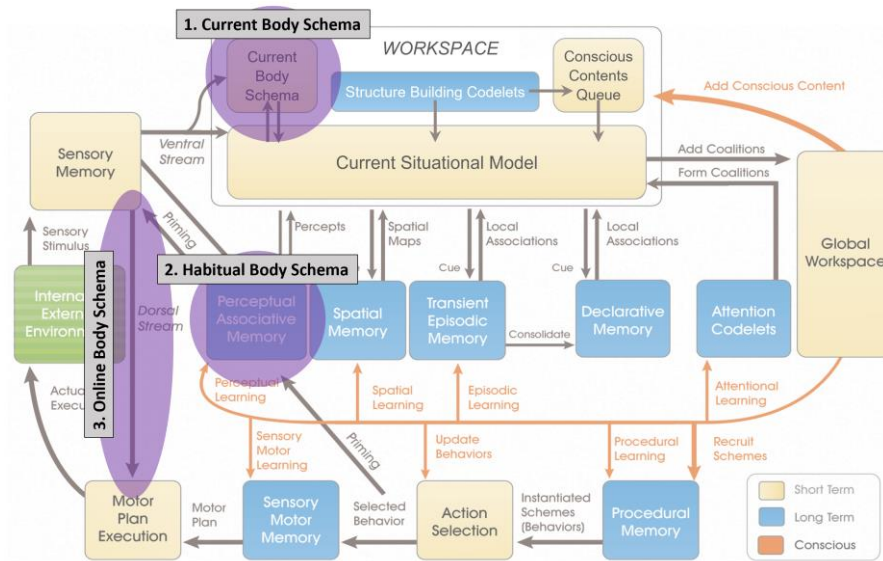 1. Current Body Schema
WORKSPACE
Current
Body
Schema
Structure Building Codelets
Conscious
Contents
Queue
Add Conscious Content
Sensory
Memory
Ventral
Stream
Current Situational Model
Add Coalitions
Form Coalitions
Sensory
Stimulus
Priming
Percepts
Spatial
Maps
Local
Associations
Local
Associations
Cue
Cue
Global
Workspace
2. Habitual Body Schema
3. Online Body Schema
Dorsal
Stream
Perceptual
Associative
Memory
Spatial
Memory
Transient
Episodic
Memory
Consolidate
Declarative
Memory
Attention
Codelets
Perceptual
Learning
Spatial
Learning
Episodic
Learning
Attentional
Learning
Sensory
Motor
Learning
Priming
Update
Behaviors
Procedural
Learning
Recruit
Schemes
Motor
Plan
Execution
Motor
Plan
Sensory
Motor
Memory
Selected
Behavior
Action
Selection
Instantiated
Schemes
(Behaviors)
Procedural
Memory
Short Term
Long Term
Conscious